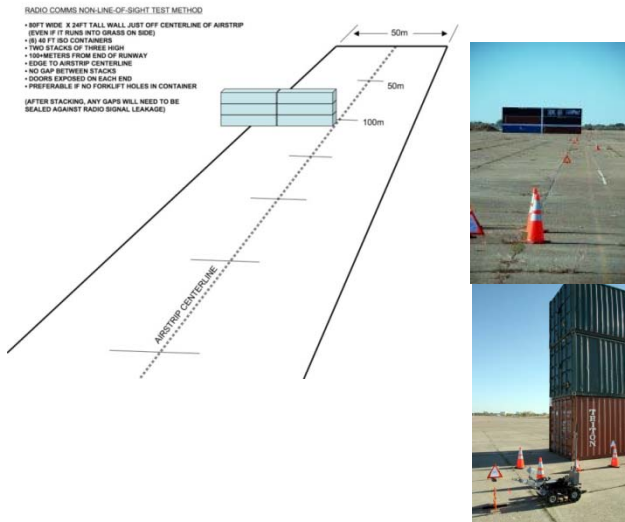 RADIO COMMS NON-LINE-OF-SIGHT TEST METHOD
• 80FT WIDE X 24FT TALL WALL JUST OFF CENTERLINE OF AIRSTRIP
(EVEN IF IT RUNS INTO GRASS ON SIDE)
• (6) 40 FT ISO CONTAINERS
• TWO STACKS OF THREE HIGH
• 100+METERS FROM END OF RUNWAY
• EDGE TO AIRSTRIP CENTERLINE
• NO GAP BETWEEN STACKS
• DOORS EXPOSED ON EACH END
• PREFERABLE IF NO FORKLIFT HOLES IN CONTAINER
(AFTER STACKING, ANY GAPS WILL NEED TO BE
SEALED AGAINST RADIO SIGNAL LEAKAGE)
50m
50m
100m
AIRSTRIP CENTERLINE
TRITON